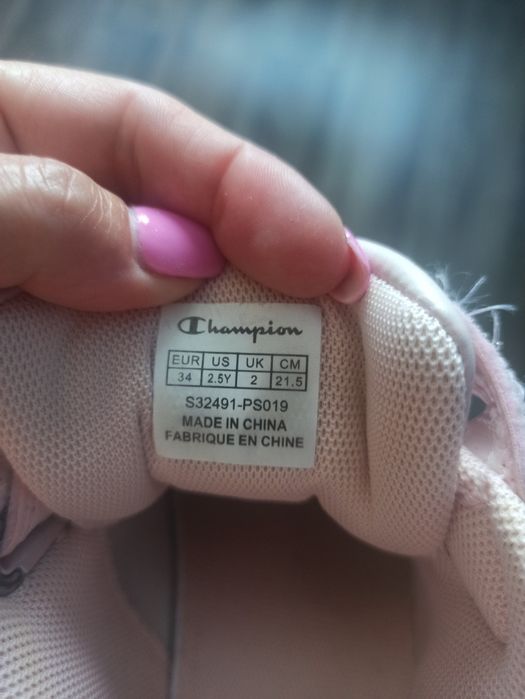 Champion
EUR US UK CM
34 2.5Y 2 21.5
S32491-PS019
MADE IN CHINA
FABRIQUE EN CHINE